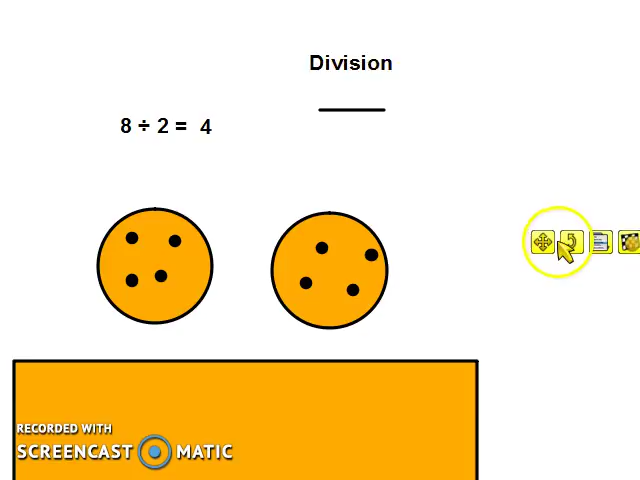 Division
8 ÷ 2 = 4
RECORDED WITH
SCREENCAST MATIC